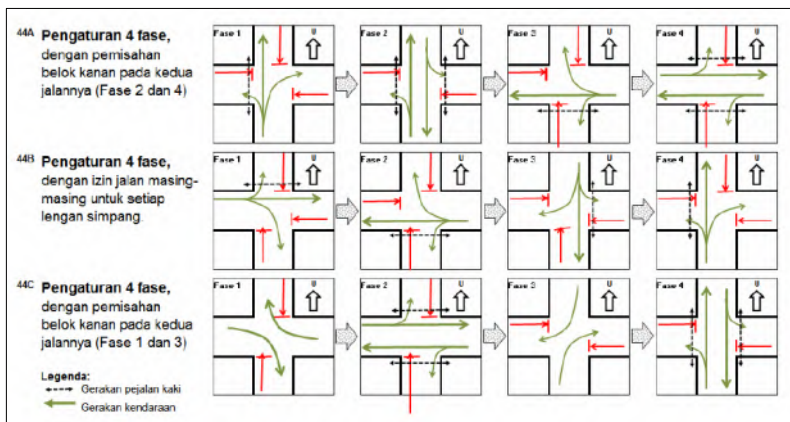 44A Pengaturan 4 fase,
dengan pemisahan
belok kanan pada kedua
jalannya (Fase 2 dan 4)
Fase 1
U
Fase 2
U
Fase 3
U
Fase 4
U
44B Pengaturan 4 fase,
dengan izin jalan masing-
masing untuk setiap
lengan simpang.
Fase 1
U
Fase 2
U
Fase 3
U
Fase 4
U
44C Pengaturan 4 fase,
dengan pemisahan
belok kanan pada kedua
jalannya (Fase 1 dan 3)
Fase 1
U
Fase 2
U
Fase 3
U
Fase 4
U
Legenda:
Gerakan pejalan kaki
Gerakan kendaraan